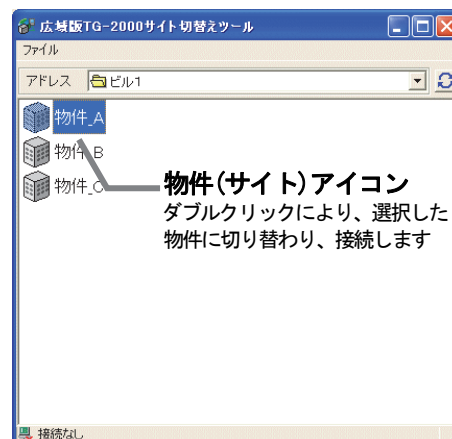 広域版TG-2000サイト切替えツール
ファイル
アドレス ビル1
物件_A
物件_B
物件_C
物件(サイト)アイコン
ダブルクリックにより、選択した
物件に切り替わり、接続します
接続なし